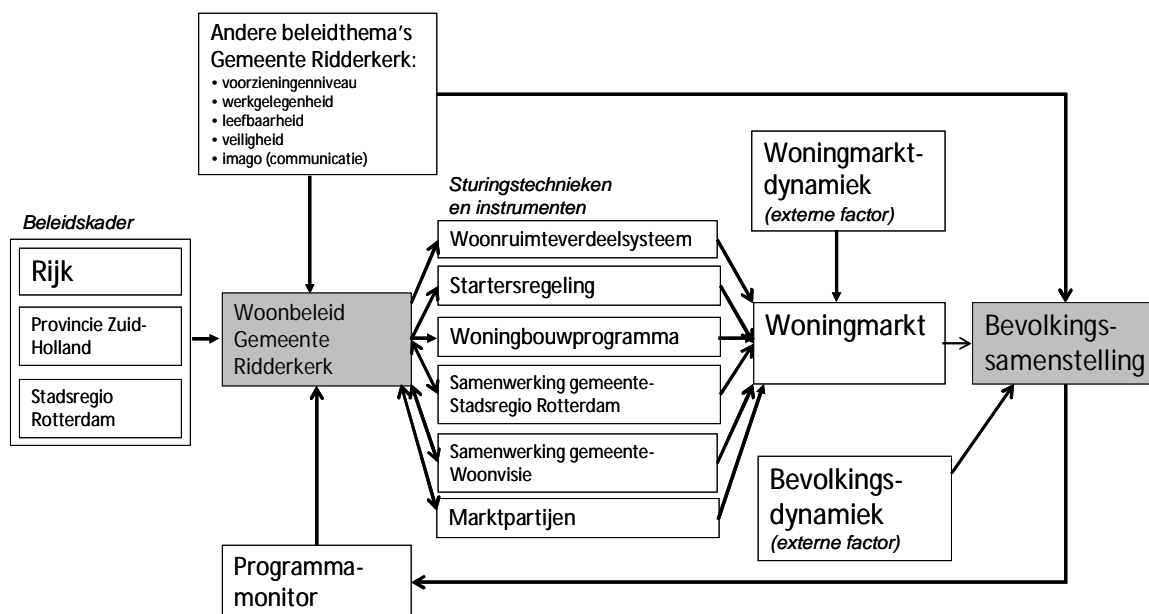 Andere beleidthema's
Gemeente Ridderkerk:
• voorzieningenniveau
• werkgelegenheid
• leefbaarheid
• veiligheid
• imago (communicatie)
Beleidskader
Rijk
Provincie Zuid-
Holland
Stadsregio
Rotterdam
Woonbeleid
Gemeente
Ridderkerk
Sturingstechnieken
en instrumenten
Woonruimteverdeelsysteem
Startersregeling
Woningbouwprogramma
Samenwerking gemeente-
Stadsregio Rotterdam
Samenwerking gemeente-
Woonvisie
Marktpartijen
Woningmarkt-
dynamiek
(externe factor)
Woningmarkt
Bevolkings-
samenstelling
Bevolkings-
dynamiek
(externe factor)
Programma-
monitor